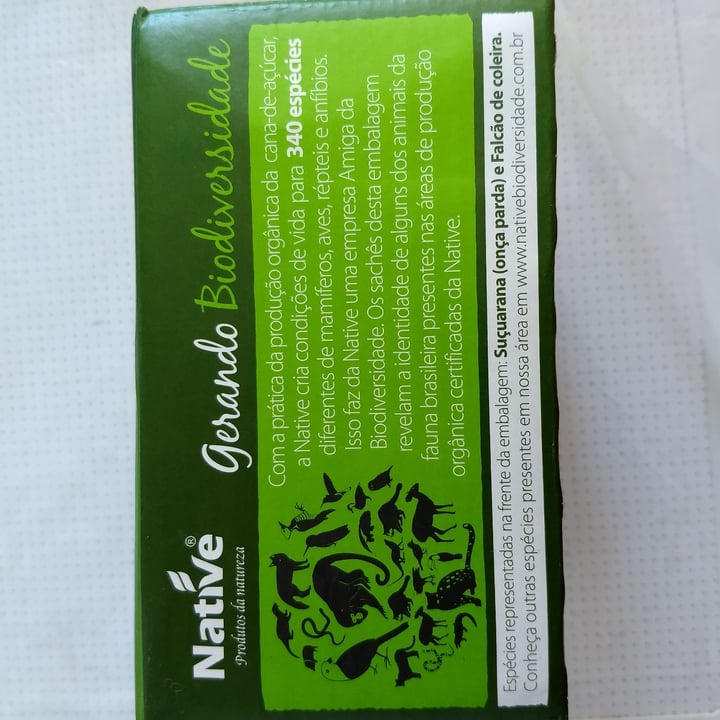 Native®
Produtos da natureza
Gerando Biodiversidade
Com a prática da produção orgânica da cana-de-açúcar,
a Native cria condições de vida para 340 espécies
diferentes de mamíferos, aves, répteis e anfíbios.
Isso faz da Native uma empresa Amiga da
Biodiversidade. Os sachês desta embalagem
revelam a identidade de alguns dos animais da
fauna brasileira presentes nas áreas de produção
orgânica certificadas da Native.
Espécies representadas na frente da embalagem: Suçuarana (onça parda) e Falcão de coleira.
Conheça outras espécies presentes em nossa área em www.nativebiodiversidade.com.br